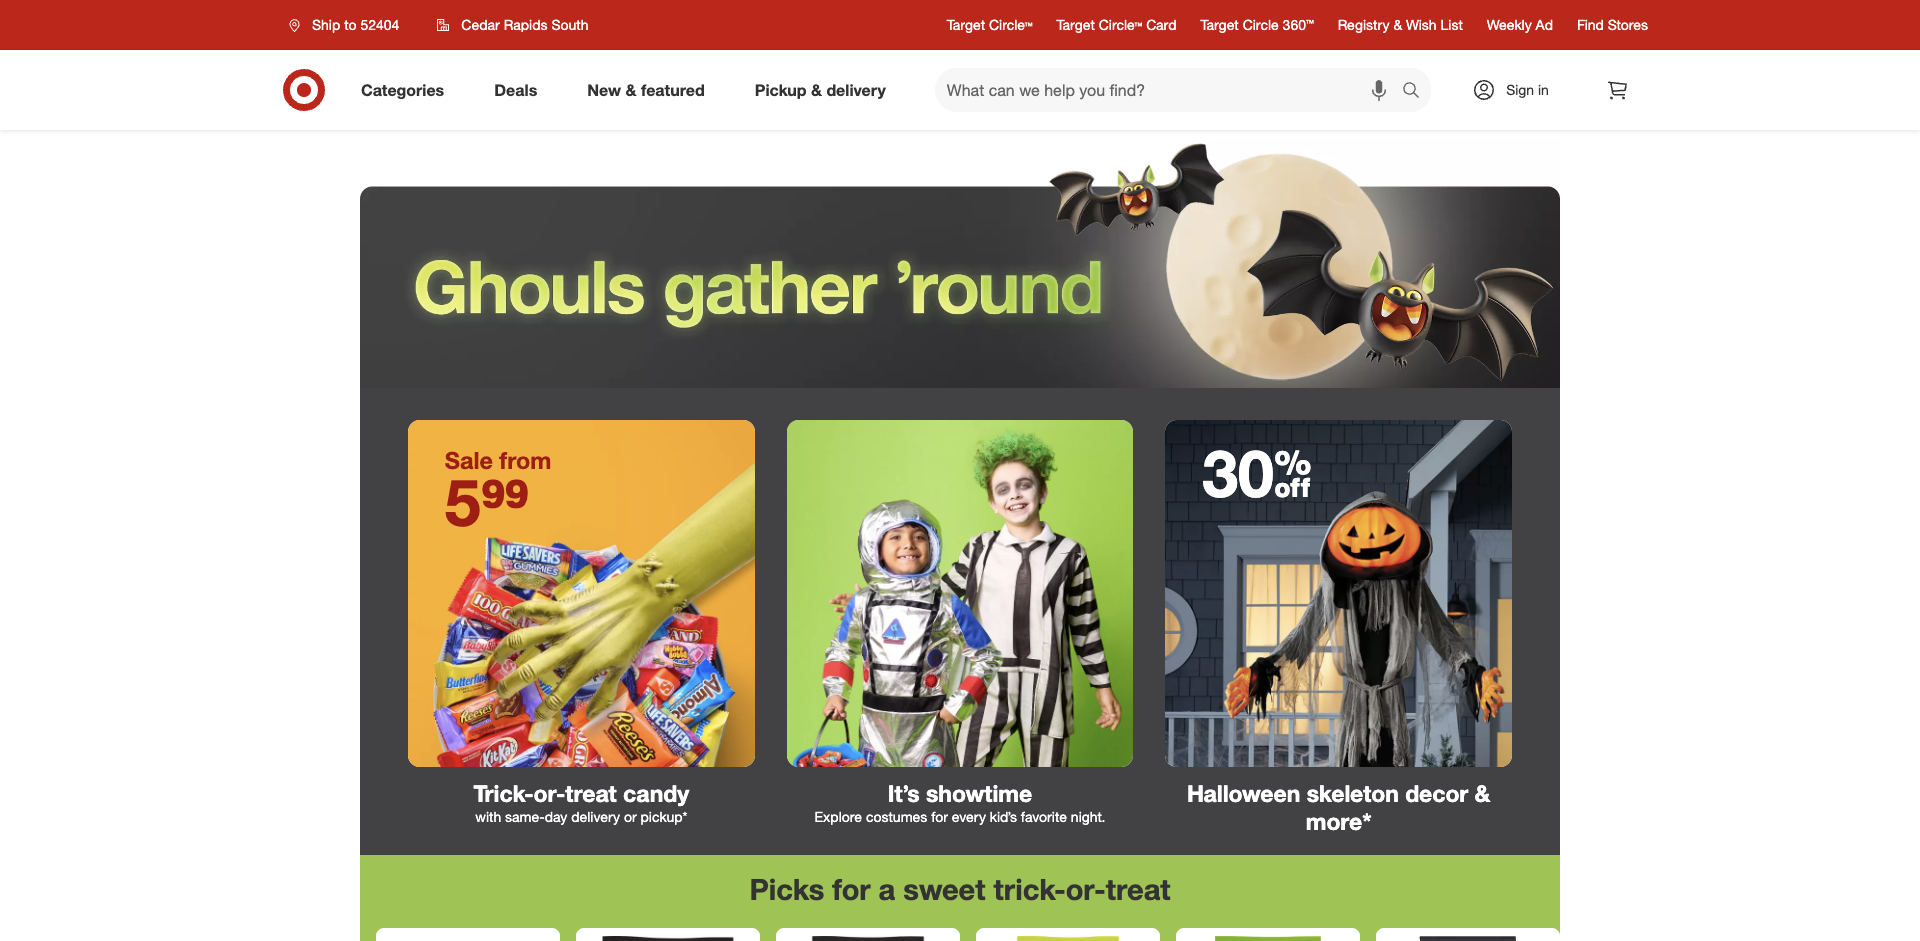 Ship to 52404
Cedar Rapids South
Target Circle™
Target Circle™ Card
Target Circle 360™
Registry & Wish List
Weekly Ad
Find Stores
Categories
Deals
New & featured
Pickup & delivery
What can we help you find?
Sign in
Ghouls gather ’round
Sale from
5⁹⁹
LIFE SAVERS
GUMMIES
Butterfinger
Reese's
KitKat
Reese's
LIFE SAVERS
GUMMIES
Almond
30% off
Trick-or-treat candy
with same-day delivery or pickup*
It’s showtime
Explore costumes for every kid’s favorite night.
Halloween skeleton decor &
more*
Picks for a sweet trick-or-treat